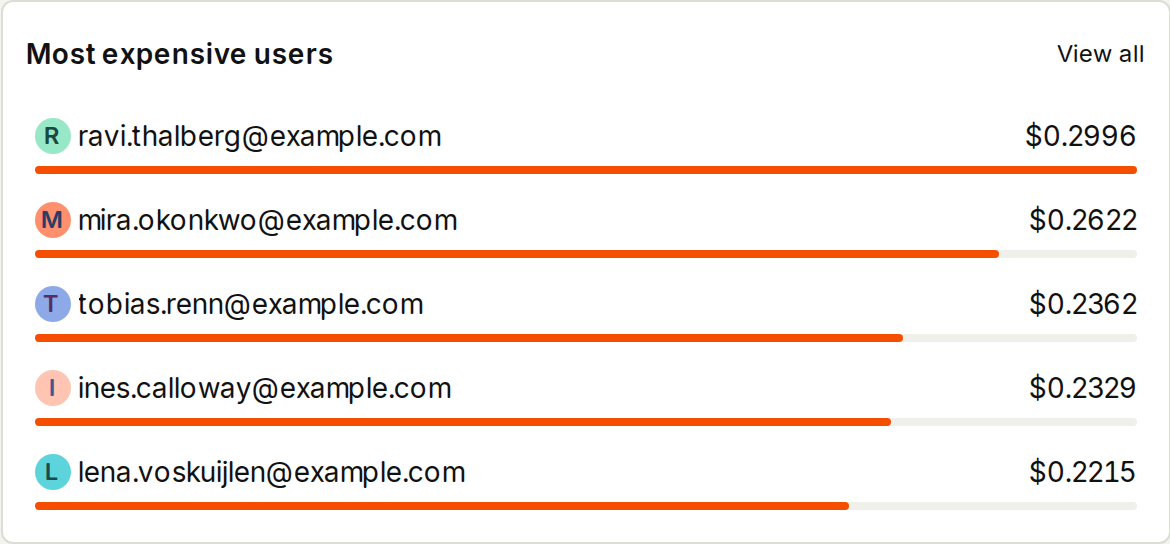 Most expensive users View all
R ravi.thalberg@example.com $0.2996
M mira.okonkwo@example.com $0.2622
T tobias.renn@example.com $0.2362
I ines.calloway@example.com $0.2329
L lena.voskuijlen@example.com $0.2215